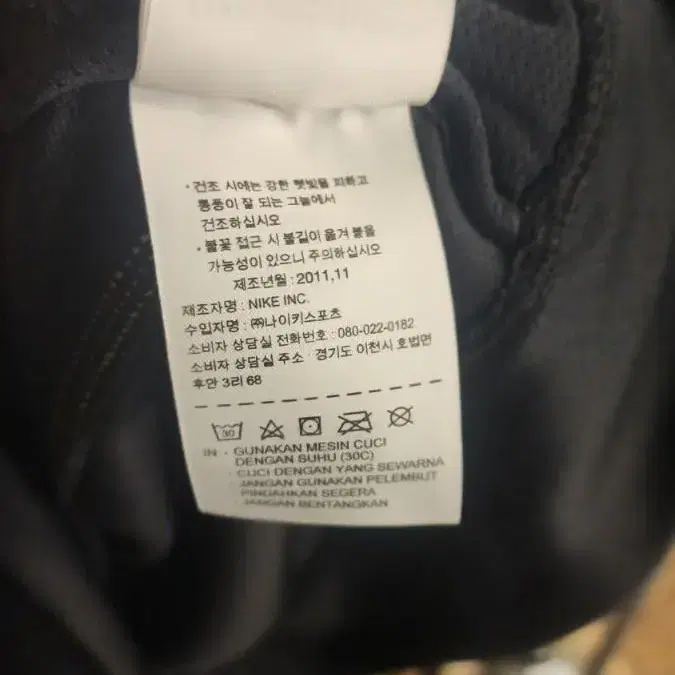 · 건조 시에는 강한 햇빛을 피하고
통풍이 잘 되는 그늘에서
건조하십시오
· 불꽃 접근 시 불길이 옮겨 붙을
가능성이 있으니 주의하십시오
제조년월 : 2011,11
제조자명 : NIKE INC.
수입자명 : ㈜나이키스포츠
소비자 상담실 전화번호 : 080-022-0182
소비자 상담실 주소 · 경기도 이천시 호법면
후안 3리 68
30
IN · GUNAKAN MESIN CUCI
DENGAN SUHU (30C)
· CUCI DENGAN YANG SEWARNA
· JANGAN GUNAKAN PELEMBUT
· PINDAHKAN SEGERA
· JANGAN BENTANGKAN